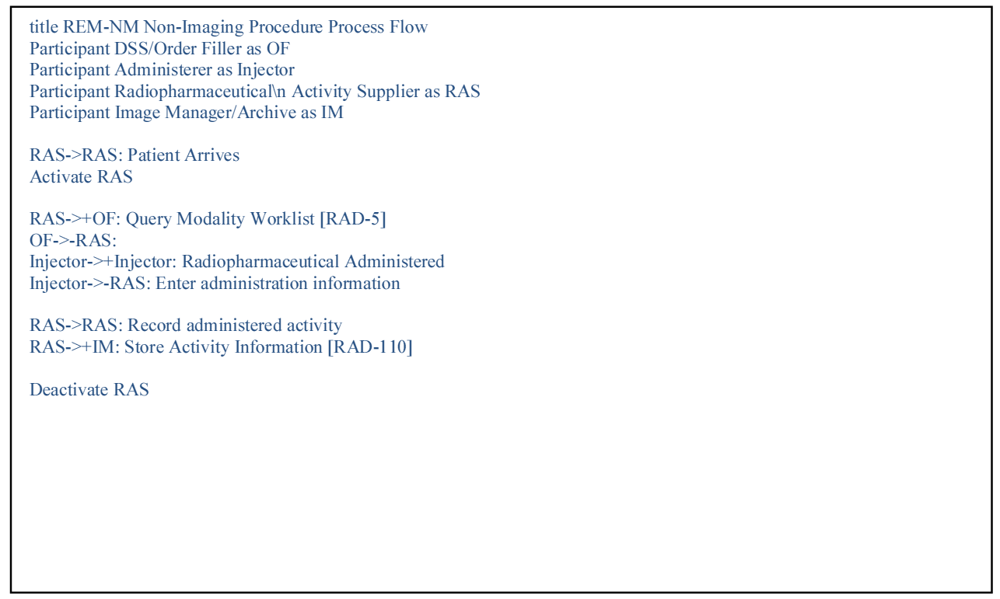 title REM-NM Non-Imaging Procedure Process Flow
Participant DSS/Order Filler as OF
Participant Administerer as Injector
Participant Radiopharmaceutical\n Activity Supplier as RAS
Participant Image Manager/Archive as IM
RAS->RAS: Patient Arrives
Activate RAS
RAS->+OF: Query Modality Worklist [RAD-5]
OF->-RAS:
Injector->+Injector: Radiopharmaceutical Administered
Injector->-RAS: Enter administration information
RAS->RAS: Record administered activity
RAS->+IM: Store Activity Information [RAD-110]
Deactivate RAS